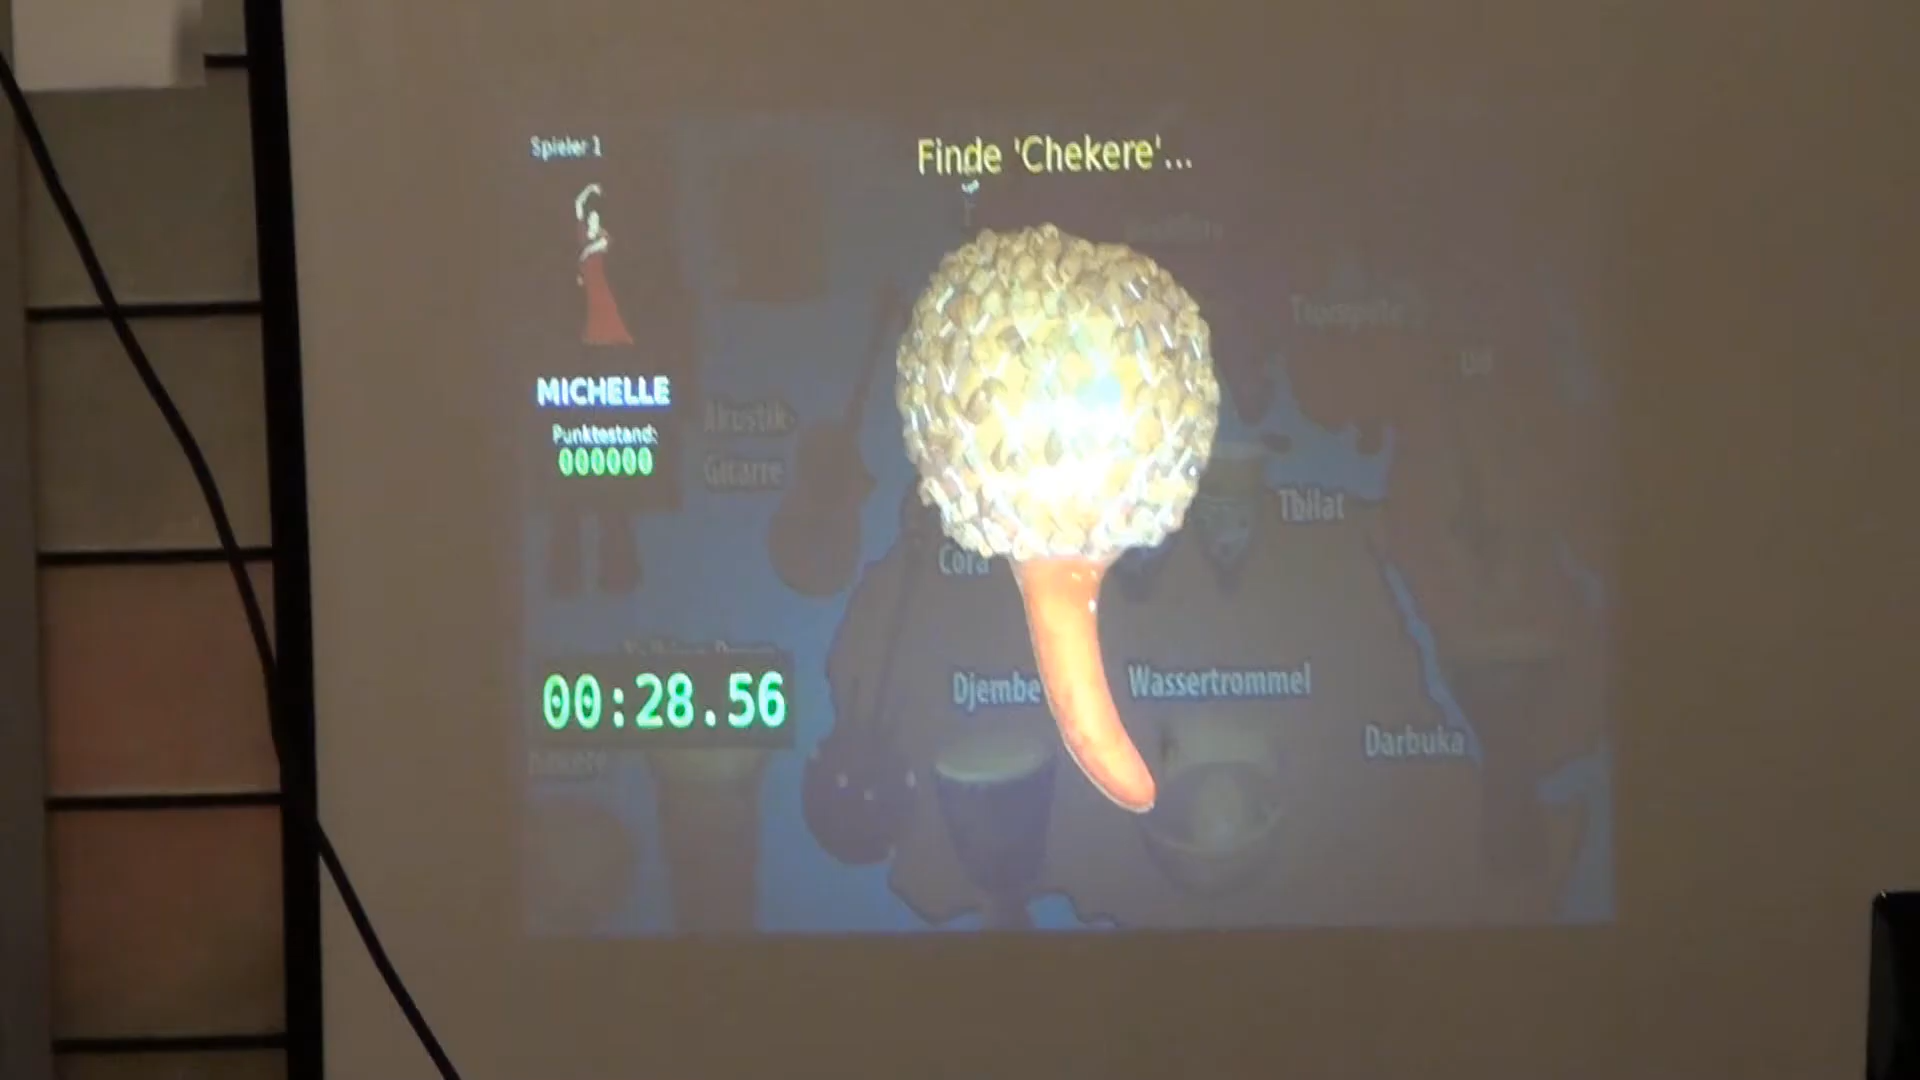 Spieler 1
Finde 'Chekere'...
MICHELLE
Punktestand:
000000
Akustik-
Gitarre
Trompete
Tbilat
Cora
00:28.56
Djembe
Wassertrommel
Darbuka